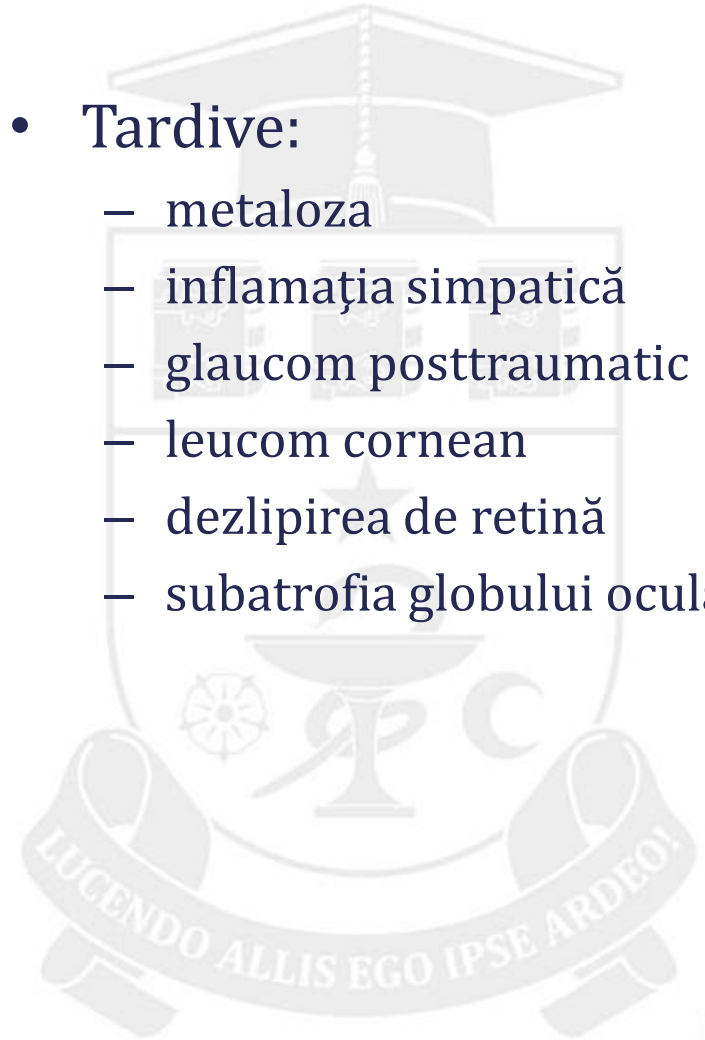 • Tardive:
– metaloza
– inflamaţia simpatică
– glaucom posttraumatic
– leucom cornean
– dezlipirea de retină
– subatrofia globului
LUCENDO ALLIS EGO IPSE ARDEO!